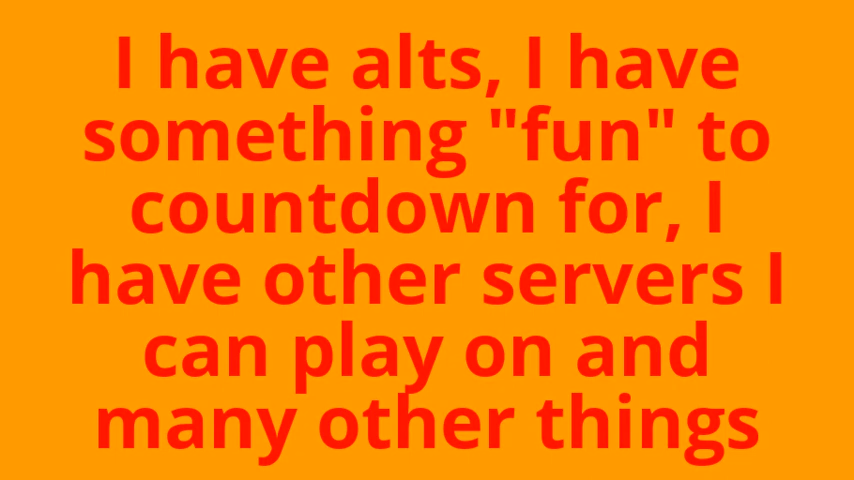 I have alts, I have
something "fun" to
countdown for, I
have other servers I
can play on and
many other things